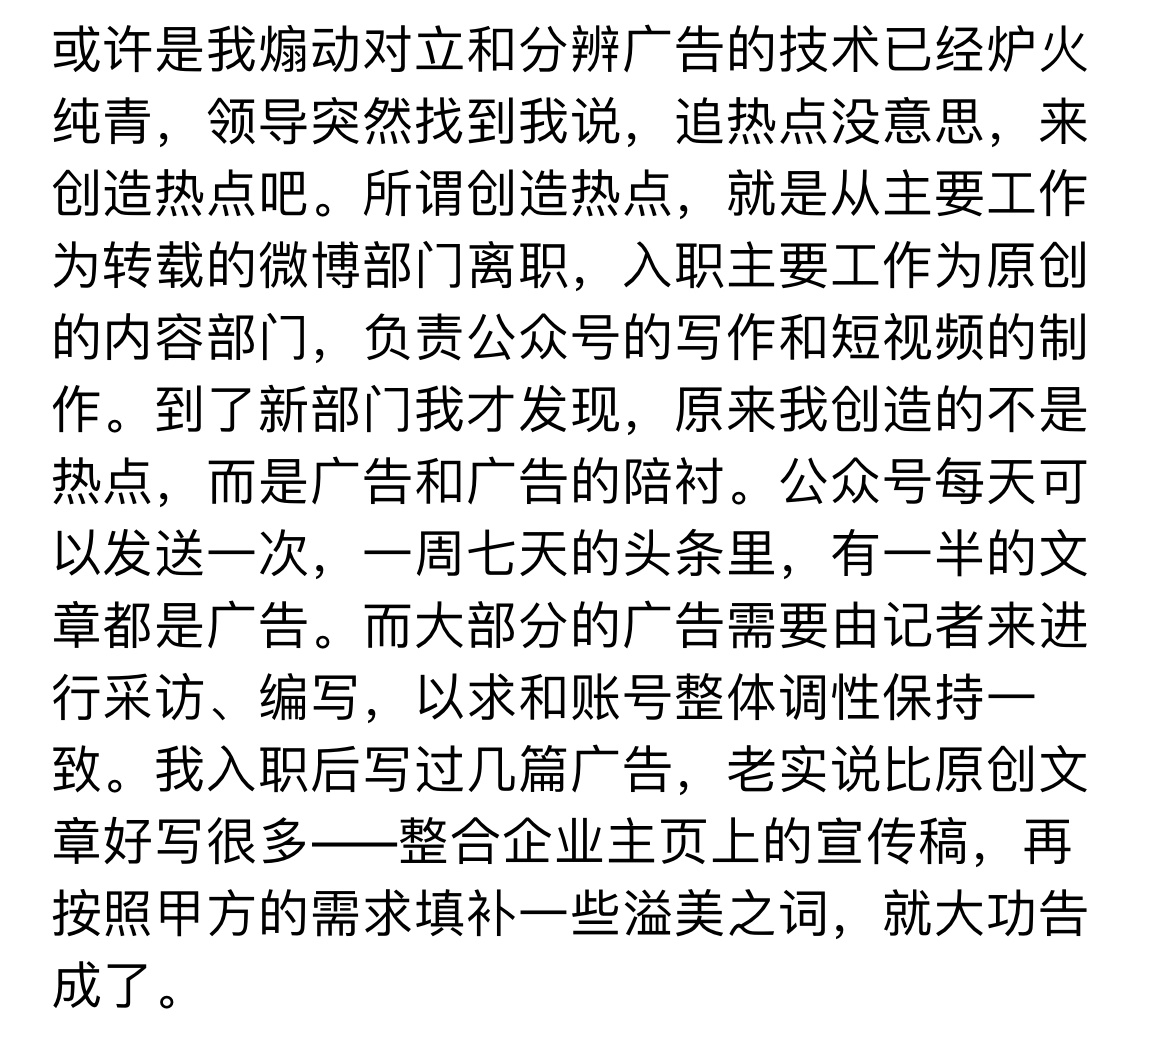 或许是我煽动对立和分辨广告的技术已经炉火
纯青，领导突然找到我说，追热点没意思，来
创造热点吧。所谓创造热点，就是从主要工作
为转载的微博部门离职，入职主要工作为原创
的内容部门，负责公众号的写作和短视频的制
作。到了新部门我才发现，原来我创造的不是
热点，而是广告和广告的陪衬。公众号每天可
以发送一次，一周七天的头条里，有一半的文
章都是广告。而大部分的广告需要由记者来进
行采访、编写，以求和账号整体调性保持一
致。我入职后写过几篇广告，老实说比原创文
章好写很多——整合企业主页上的宣传稿，再
按照甲方的需求填补一些溢美之词，就大功告
成了。